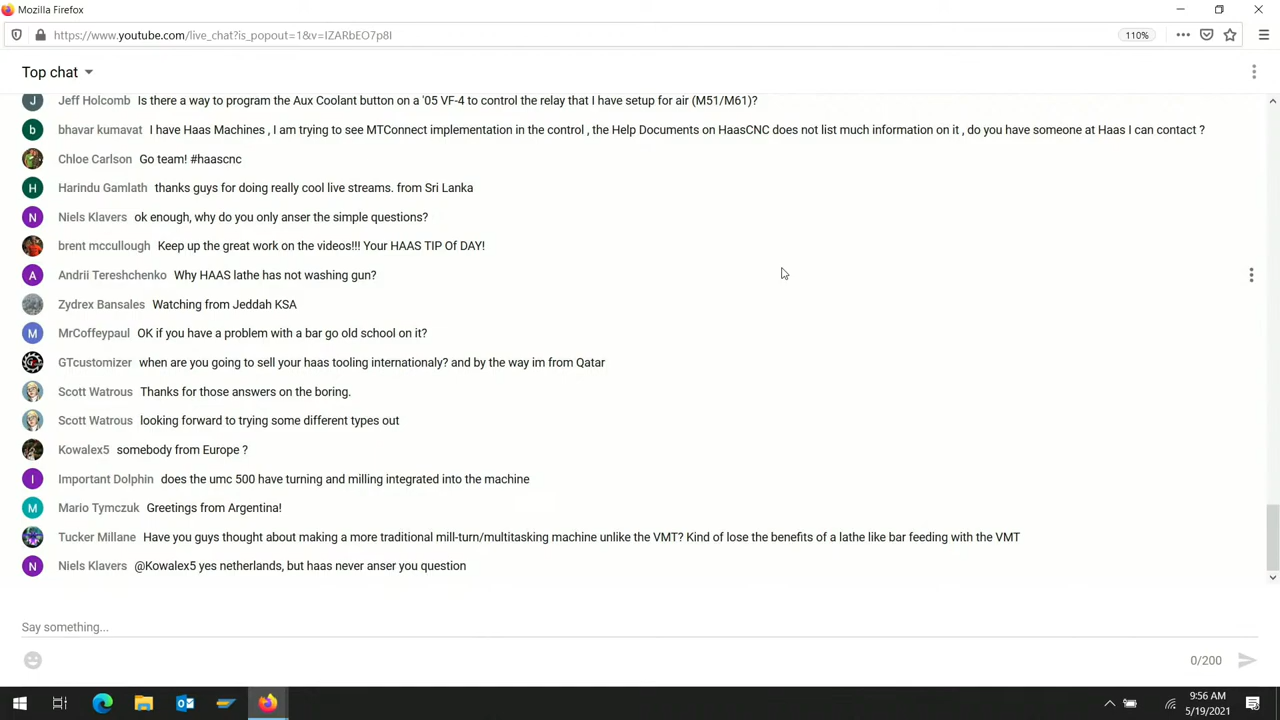 Mozilla Firefox
https://www.youtube.com/live_chat?is_popout=1&v=IZARbEO7p8I
110%
Top chat
J Jeff Holcomb Is there a way to program the Aux Coolant button on a '05 VF-4 to control the relay that I have setup for air (M51/M61)?
b bhavar kumavat I have Haas Machines , I am trying to see MTConnect implementation in the control , the Help Documents on HaasCNC does not list much information on it , do you have someone at Haas I can contact ?
Chloe Carlson Go team! #haascnc
H Harindu Gamlath thanks guys for doing really cool live streams. from Sri Lanka
N Niels Klavers ok enough, why do you only anser the simple questions?
brent mccullough Keep up the great work on the videos!!! Your HAAS TIP Of DAY!
A Andrii Tereshchenko Why HAAS lathe has not washing gun?
Zydrex Bansales Watching from Jeddah KSA
M MrCoffeypaul OK if you have a problem with a bar go old school on it?
GTcustomizer when are you going to sell your haas tooling internationaly? and by the way im from Qatar
Scott Watrous Thanks for those answers on the boring.
Scott Watrous looking forward to trying some different types out
Kowalex5 somebody from Europe ?
I Important Dolphin does the umc 500 have turning and milling integrated into the machine
M Mario Tymczuk Greetings from Argentina!
Tucker Millane Have you guys thought about making a more traditional mill-turn/multitasking machine unlike the VMT? Kind of lose the benefits of a lathe like bar feeding with the VMT
N Niels Klavers @Kowalex5 yes netherlands, but haas never anser you question
Say something...
0/200
9:56 AM
5/19/2021